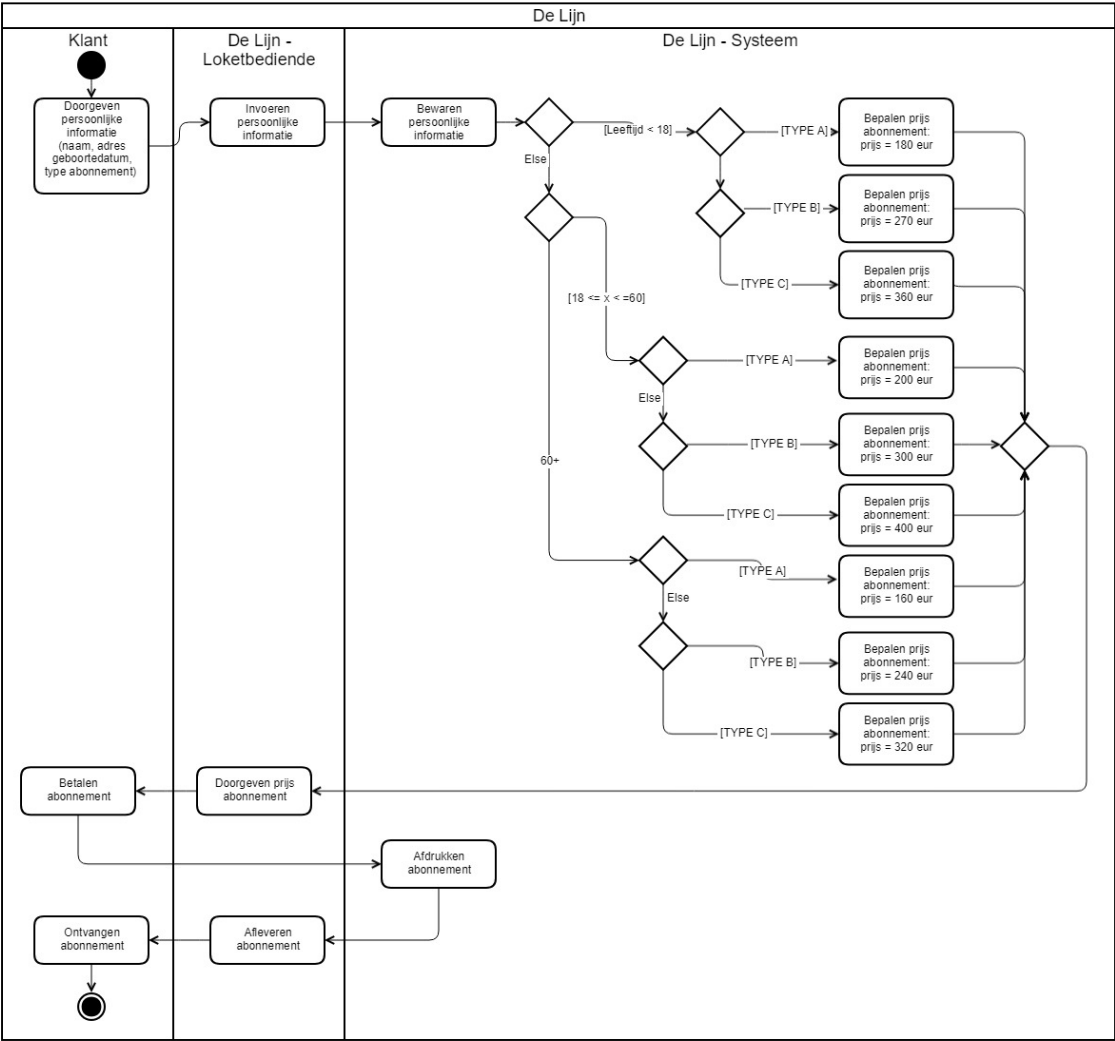 De Lijn
Klant
De Lijn -
Loketbediende
De Lijn - Systeem
Doorgeven
persoonlijke
informatie
(naam, adres
geboortedatum,
type abonnement)
Invoeren
persoonlijke
informatie
Bewaren
persoonlijke
informatie
[Leeftijd < 18]
Else
[TYPE A]
Bepalen prijs
abonnement:
prijs = 180 eur
[TYPE B]
Bepalen prijs
abonnement:
prijs = 270 eur
[TYPE C]
Bepalen prijs
abonnement:
prijs = 360 eur
[18 <= x < =60]
[TYPE A]
Bepalen prijs
abonnement:
prijs = 200 eur
Else
[TYPE B]
Bepalen prijs
abonnement:
prijs = 300 eur
60+
[TYPE C]
Bepalen prijs
abonnement:
prijs = 400 eur
[TYPE A]
Bepalen prijs
abonnement:
prijs = 160 eur
Else
[TYPE B]
Bepalen prijs
abonnement:
prijs = 240 eur
[TYPE C]
Bepalen prijs
abonnement:
prijs = 320 eur
Betalen
abonnement
Doorgeven prijs
abonnement
Afdrukken
abonnement
Ontvangen
abonnement
Afleveren
abonnement